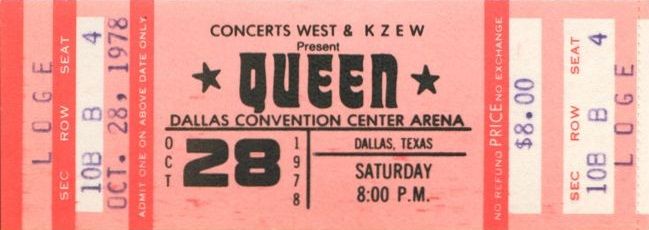 LOGE
SEC ROW SEAT
10B B 4
OCT. 28, 1978
ADMIT ONE ON ABOVE DATE ONLY
CONCERTS WEST & KZEW
Present
★ QUEEN ★
DALLAS CONVENTION CENTER ARENA
OCT
28
1978
DALLAS, TEXAS
SATURDAY
8:00 P.M.
NO REFUND PRICE NO EXCHANGE
$8.00
SEC ROW SEAT
10B B 4
LOGE